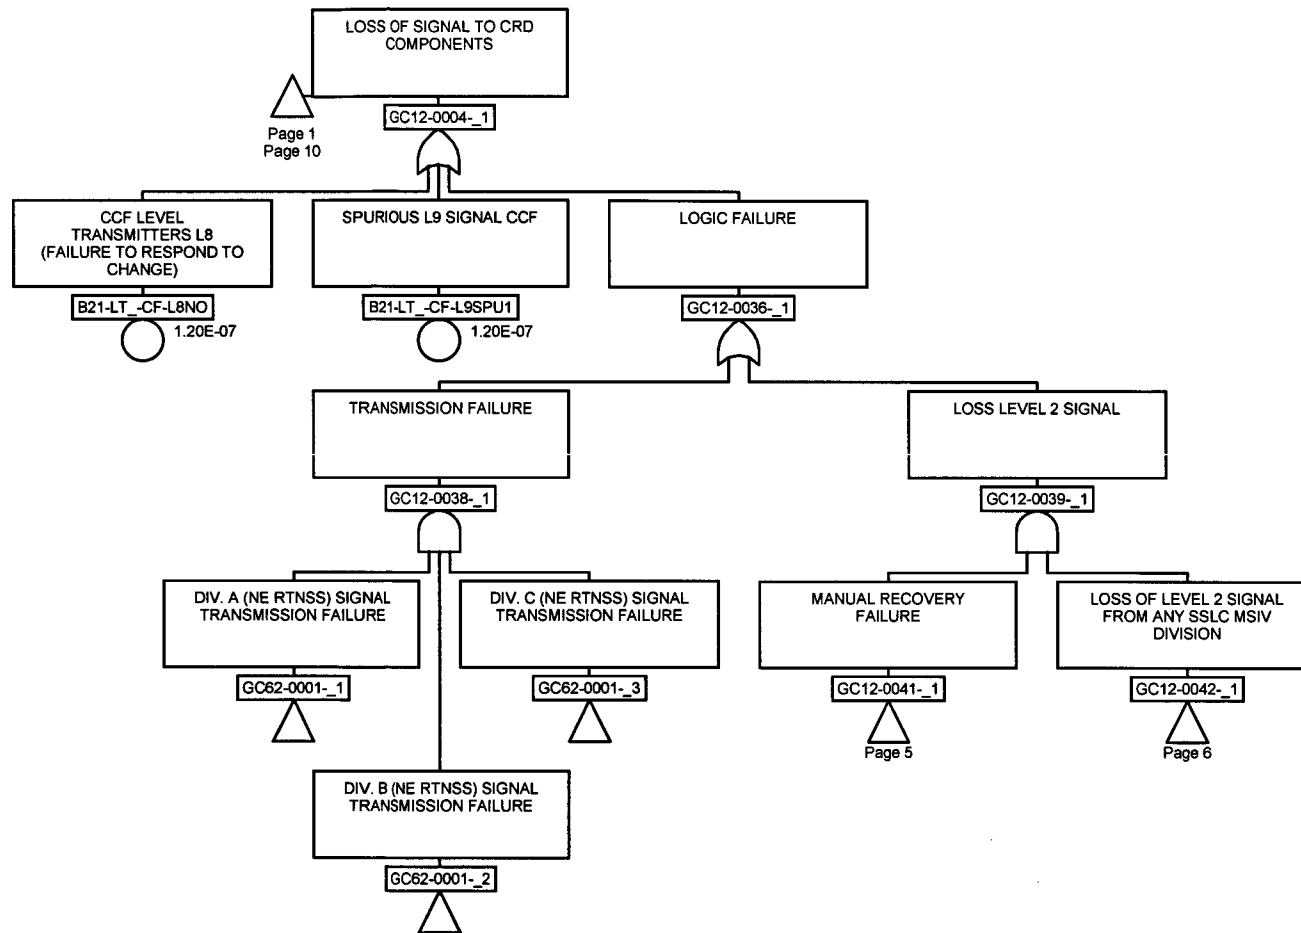 LOSS OF SIGNAL TO CRD
COMPONENTS
Page 1
Page 10
GC12-0004-_1
CCF LEVEL
TRANSMITTERS L8
(FAILURE TO RESPOND TO
CHANGE)
B21-LT_-CF-L8NO
1.20E-07
SPURIOUS L9 SIGNAL CCF
B21-LT_-CF-L9SPU1
1.20E-07
LOGIC FAILURE
GC12-0036-_1
TRANSMISSION FAILURE
GC12-0038-_1
LOSS LEVEL 2 SIGNAL
GC12-0039-_1
DIV. A (NE RTNSS) SIGNAL
TRANSMISSION FAILURE
GC62-0001-_1
DIV. C (NE RTNSS) SIGNAL
TRANSMISSION FAILURE
GC62-0001-_3
MANUAL RECOVERY
FAILURE
GC12-0041-_1
Page 5
LOSS OF LEVEL 2 SIGNAL
FROM ANY SSLC MSIV
DIVISION
GC12-0042-_1
Page 6
DIV. B (NE RTNSS) SIGNAL
TRANSMISSION FAILURE
GC62-0001-_2